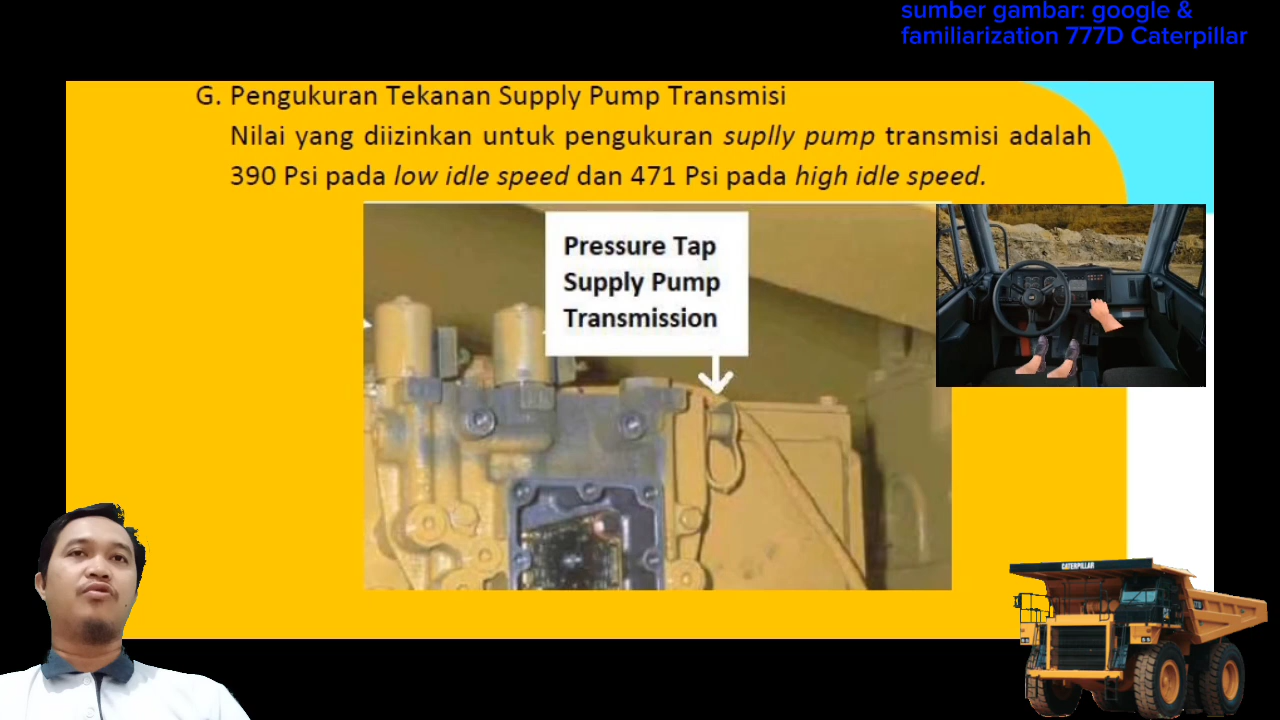 sumber gambar: google &
familiarization 777D Caterpillar
G. Pengukuran Tekanan Supply Pump Transmisi
Nilai yang diizinkan untuk pengukuran suplly pump transmisi adalah
390 Psi pada low idle speed dan 471 Psi pada high idle speed.
Pressure Tap
Supply Pump
Transmission
CATERPILLAR